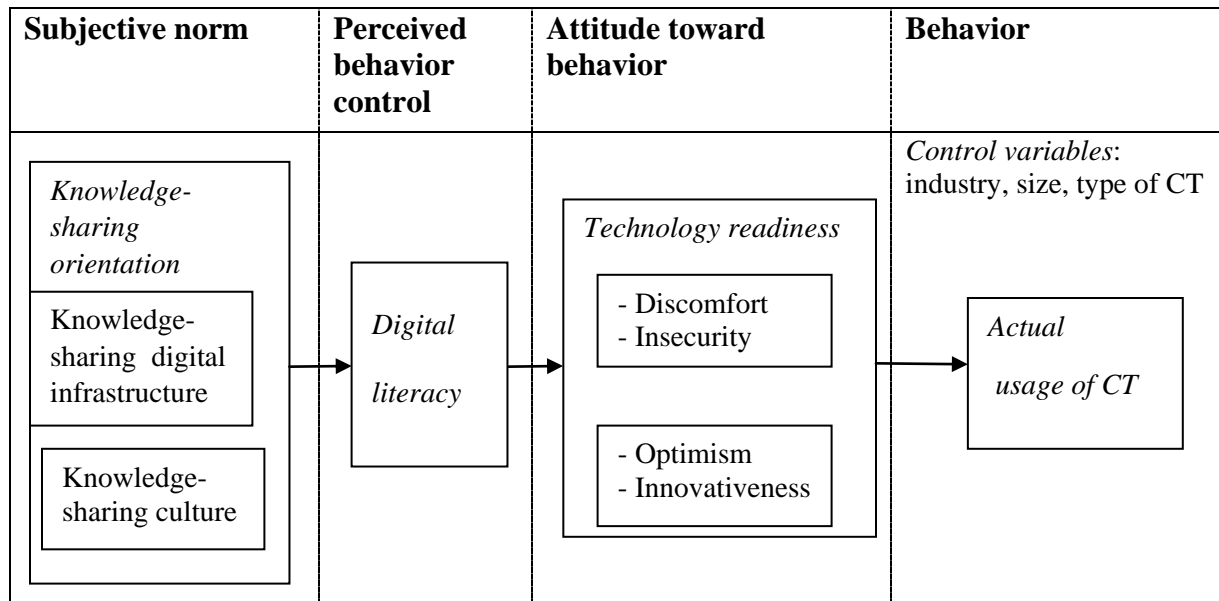 Subjective norm
Perceived
behavior
control
Attitude toward
behavior
Behavior
Knowledge-
sharing
orientation
Knowledge-
sharing digital
infrastructure
Knowledge-
sharing culture
Digital
literacy
Technology readiness
- Discomfort
- Insecurity
- Optimism
- Innovativeness
Control variables:
industry, size, type of CT
Actual
usage of CT